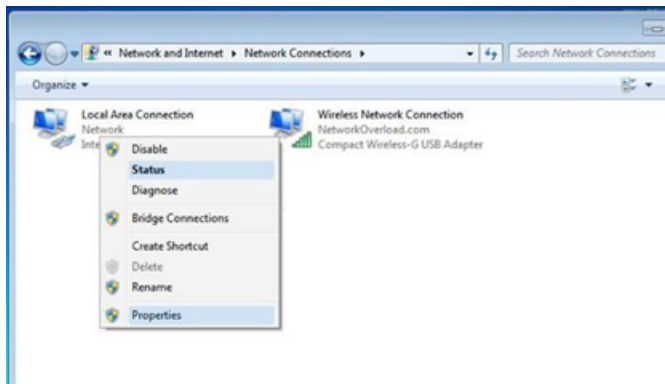 « Network and Internet ▸ Network Connections ▸
Search Network Connections
Organize ▾
Local Area Connection
Network
Inte
Wireless Network Connection
NetworkOverload.com
Compact Wireless-G USB Adapter
Disable
Status
Diagnose
Bridge Connections
Create Shortcut
Delete
Rename
Properties